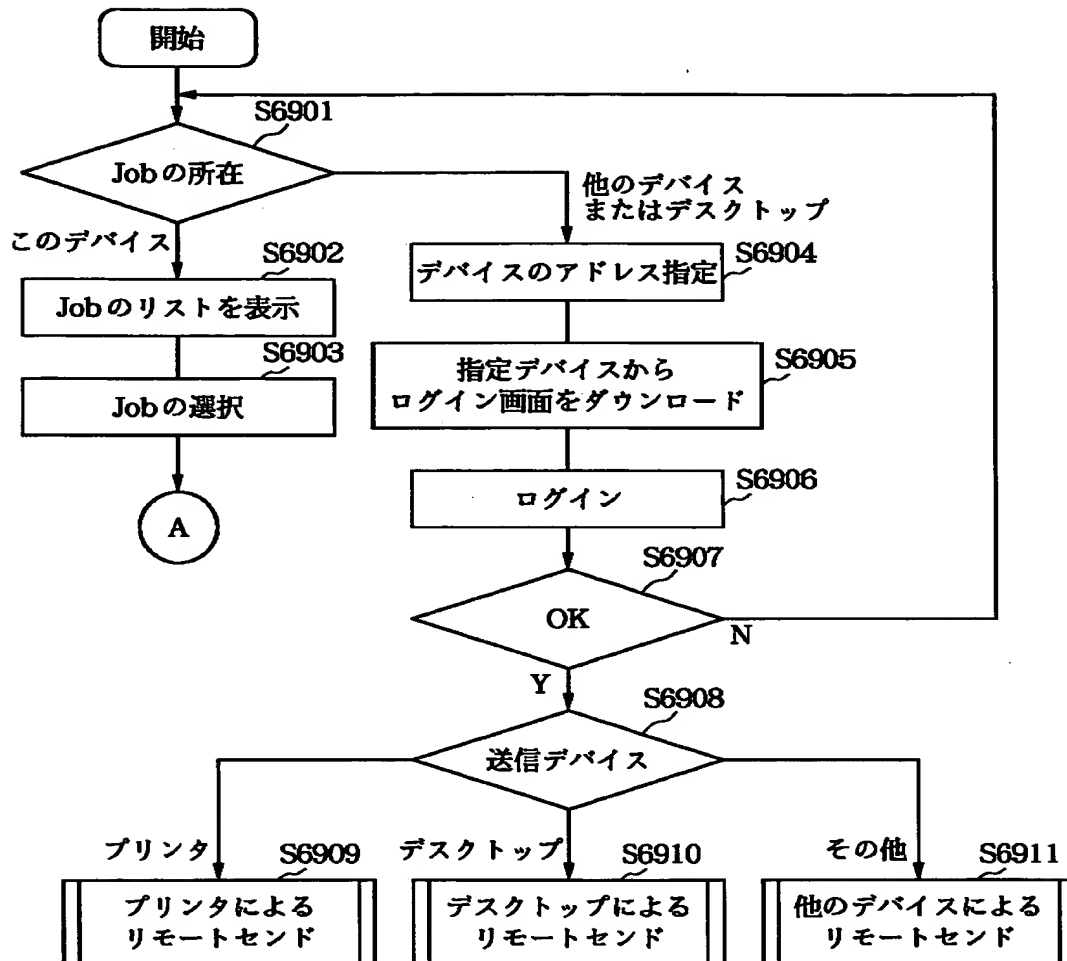 開始
S6901
Jobの所在
他のデバイス
またはデスクトップ
このデバイス
S6902
Jobのリストを表示
S6903
Jobの選択
A
S6904
デバイスのアドレス指定
S6905
指定デバイスから
ログイン画面をダウンロード
S6906
ログイン
S6907
OK
N
Y
S6908
送信デバイス
プリンタ
S6909
プリンタによる
リモートセンド
デスクトップ
S6910
デスクトップによる
リモートセンド
その他
S6911
他のデバイスによる
リモートセンド